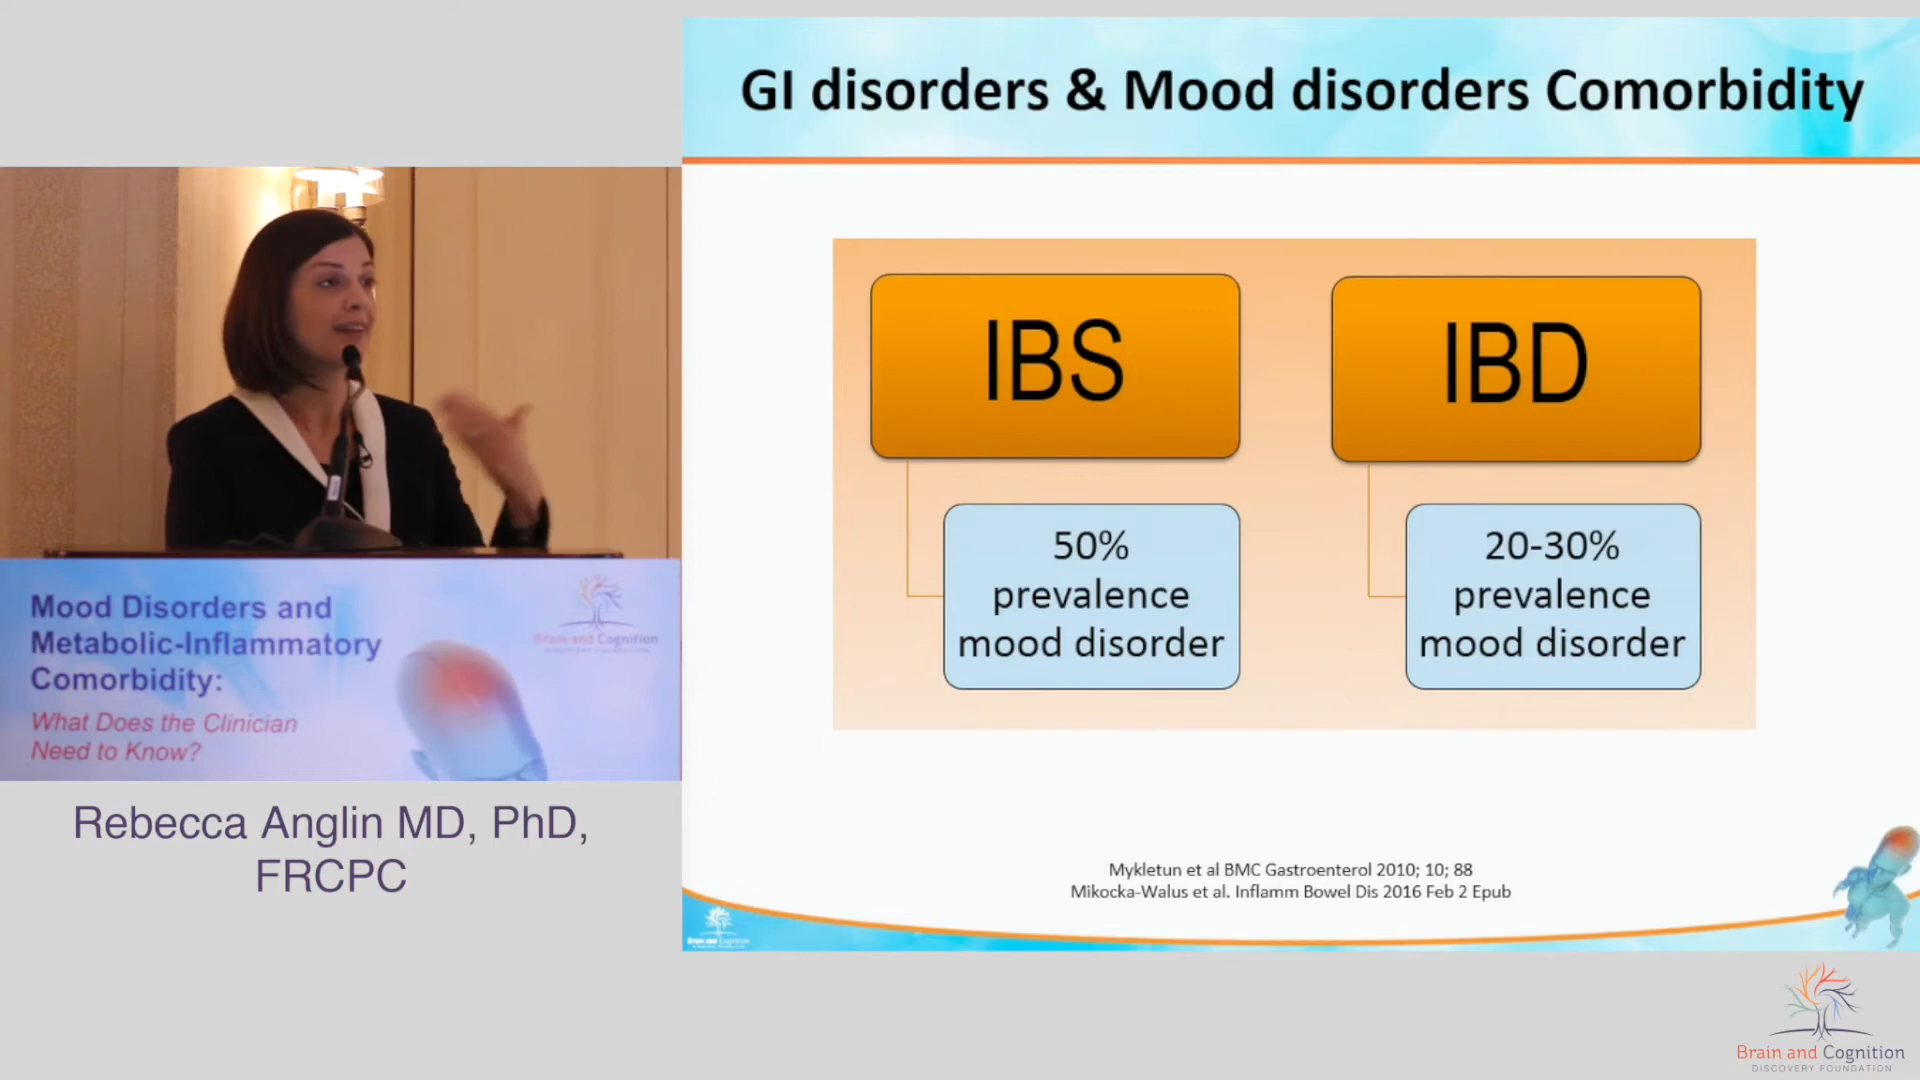 GI disorders & Mood disorders Comorbidity
IBS
IBD
50%
prevalence
mood disorder
20-30%
prevalence
mood disorder
Mykletun et al BMC Gastroenterol 2010; 10; 88
Mikocka-Walus et al. Inflamm Bowel Dis 2016 Feb 2 Epub
Mood Disorders and
Metabolic-Inflammatory
Comorbidity:
What Does the Clinician
Need to Know?
Brain and Cognition
Rebecca Anglin MD, PhD,
FRCPC
Brain and Cognition
Brain and Cognition
DISCOVERY FOUNDATION